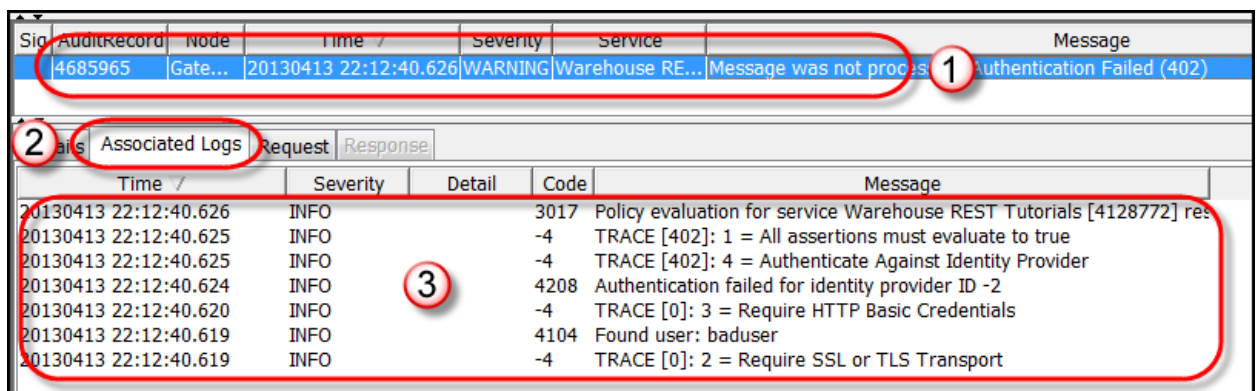 Sig AuditRecord Node Time Severity Service Message
4685965 Gate... 20130413 22:12:40.626 WARNING Warehouse RE... Message was not Authentication Failed (402)
1
2
Associated Logs Request Response
Time Severity Detail Code Message
20130413 22:12:40.626 INFO 3017 Policy evaluation for service Warehouse REST Tutorials [4128772] res
20130413 22:12:40.625 INFO -4 TRACE [402]: 1 = All assertions must evaluate to true
20130413 22:12:40.625 INFO -4 TRACE [402]: 4 = Authenticate Against Identity Provider
20130413 22:12:40.624 INFO 4208 Authentication failed for identity provider ID -2
3
20130413 22:12:40.620 INFO -4 TRACE [0]: 3 = Require HTTP Basic Credentials
20130413 22:12:40.619 INFO 4104 Found user: baduser
20130413 22:12:40.619 INFO -4 TRACE [0]: 2 = Require SSL or TLS Transport